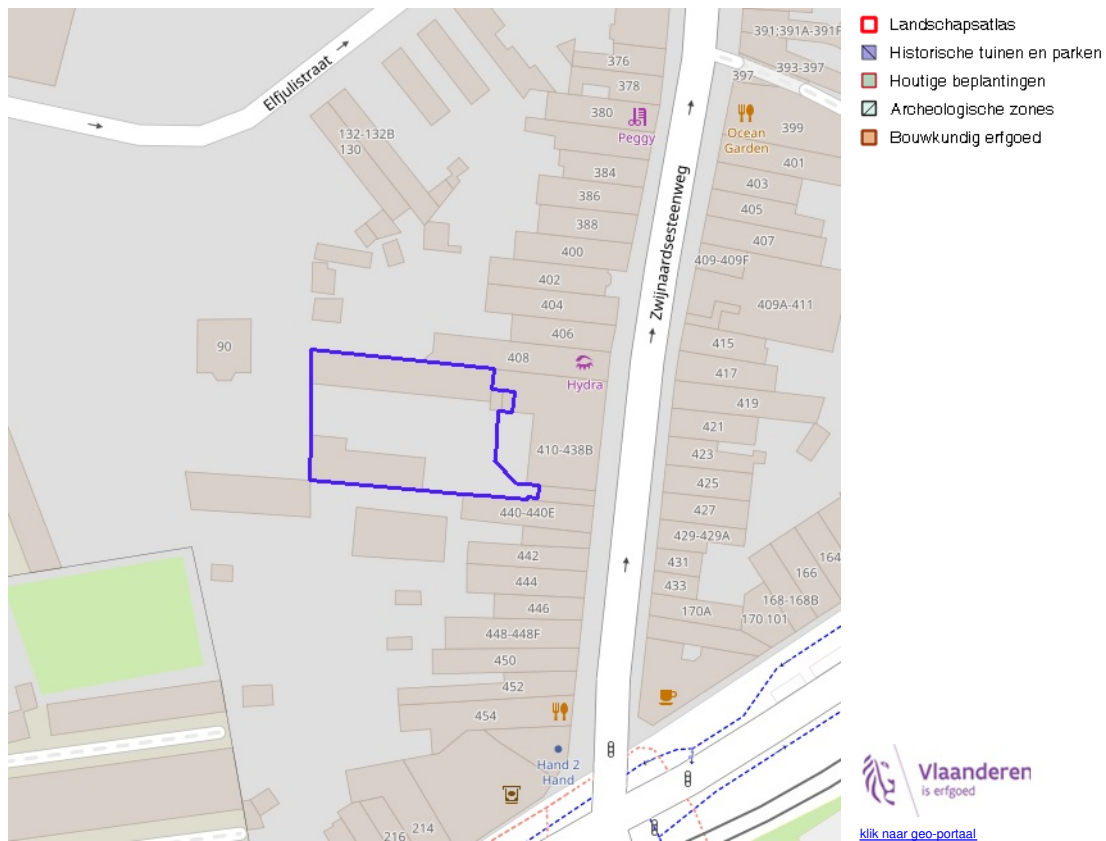 Elfjulistraat
132-132B
130
90
376
378
380
Peggy
384
386
388
400
402
404
406
408
Hydra
410-438B
440-440E
442
444
446
448-448F
450
452
454
Hand 2
Hand
214
216
Zwijnaardsesteenweg
391;391A-391F
393-397
397
Ocean
Garden
399
401
403
405
407
409-409F
409A-411
415
417
419
421
423
425
427
429-429A
431
433
170A
170 101
168-168B
166
164
Landschapsatlas
Historische tuinen en parken
Houtige beplantingen
Archeologische zones
Bouwkundig erfgoed
Vlaanderen
is erfgoed
klik naar geo-portaal